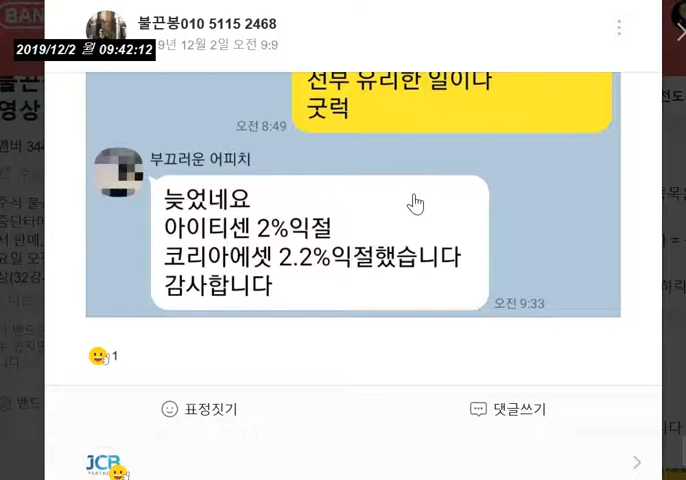 불끈봉010 5115 2468
2019/12/2 월 09:42:12
9년 12월 2일 오전 9:9
전부 유리한 일이다
굿럭
오전 8:49
부끄러운 어피치
늦었네요
아이티센 2%익절
코리아에셋 2.2%익절했습니다
감사합니다
오전 9:33
1
표정짓기
댓글쓰기
JCB